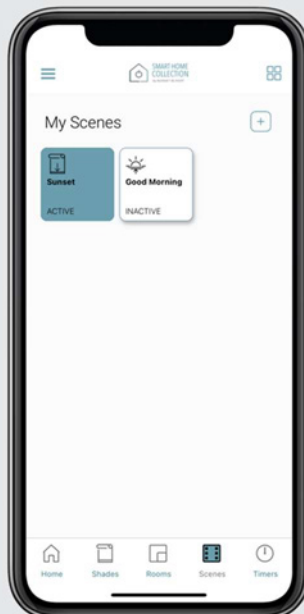 SMART HOME
COLLECTION
My Scenes
Sunset
ACTIVE
Good Morning
INACTIVE
Home
Shades
Rooms
Scenes
Timers